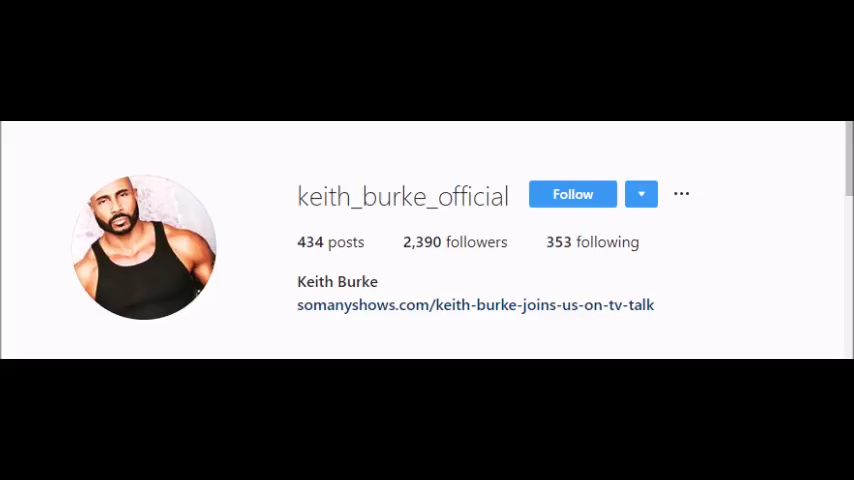 keith_burke_official Follow
434 posts 2,390 followers 353 following
Keith Burke
somanyshows.com/keith-burke-joins-us-on-tv-talk